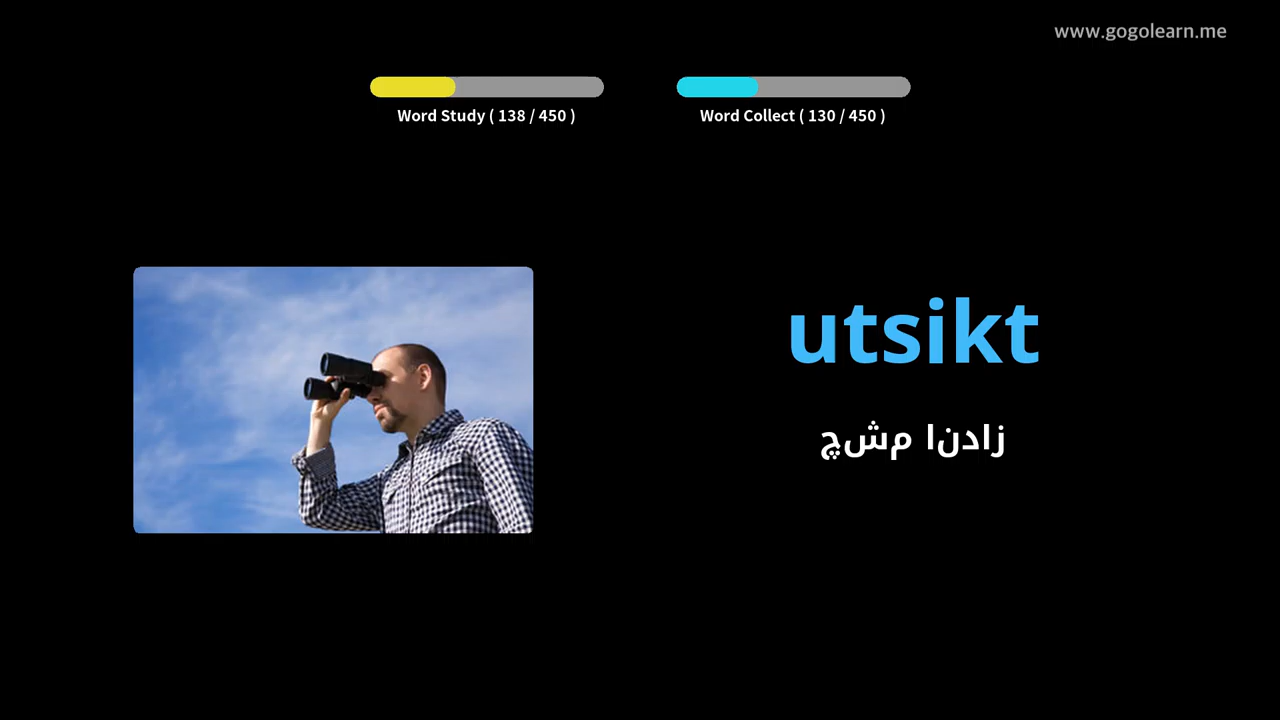 www.gogolearn.me
Word Study ( 138 / 450 )
Word Collect ( 130 / 450 )
utsikt
چشم انداز